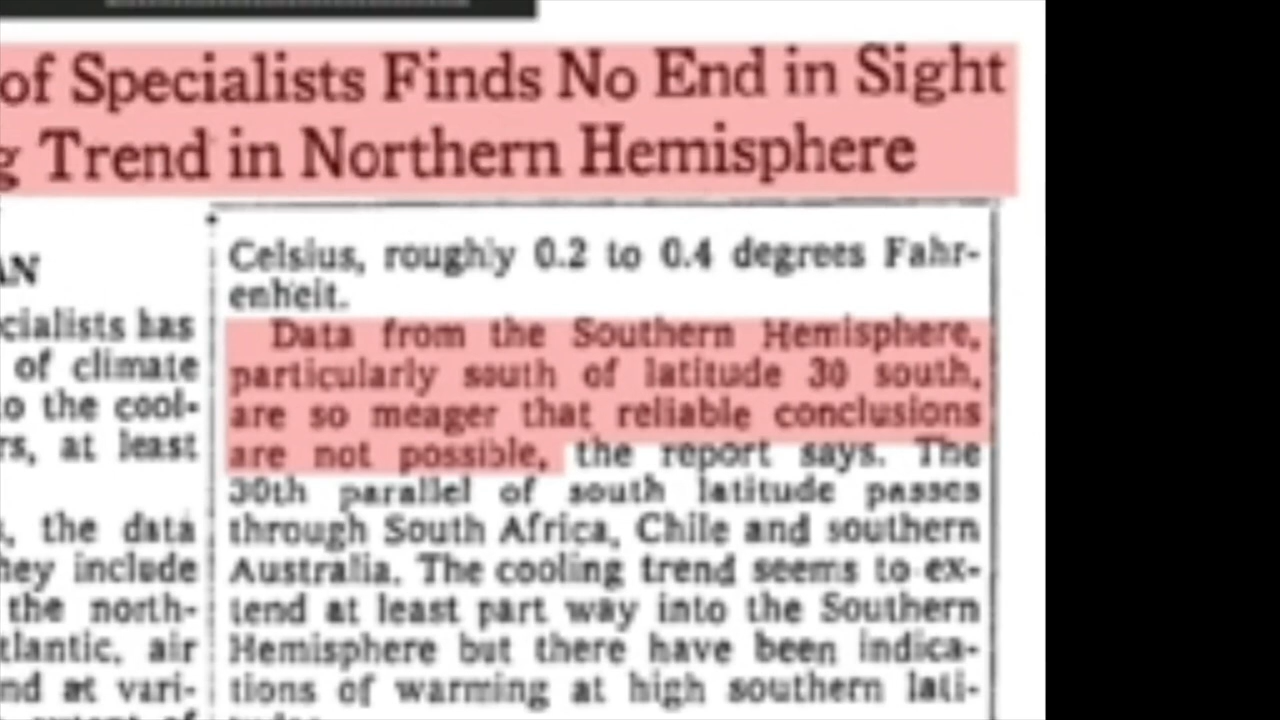 of Specialists Finds No End in Sight
g Trend in Northern Hemisphere
AN
cialists has
of climate
o the cool-
rs, at least
s, the data
hey include
the north-
tlantic, air
nd at vari-
extent of
Celsius, roughly 0.2 to 0.4 degrees Fahr-
enheit.
Data from the Southern Hemisphere,
particularly south of latitude 30 south,
are so meager that reliable conclusions
are not possible, the report says. The
30th parallel of south latitude passes
through South Africa, Chile and southern
Australia. The cooling trend seems to ex-
tend at least part way into the Southern
Hemisphere but there have been indica-
tions of warming at high southern lati-